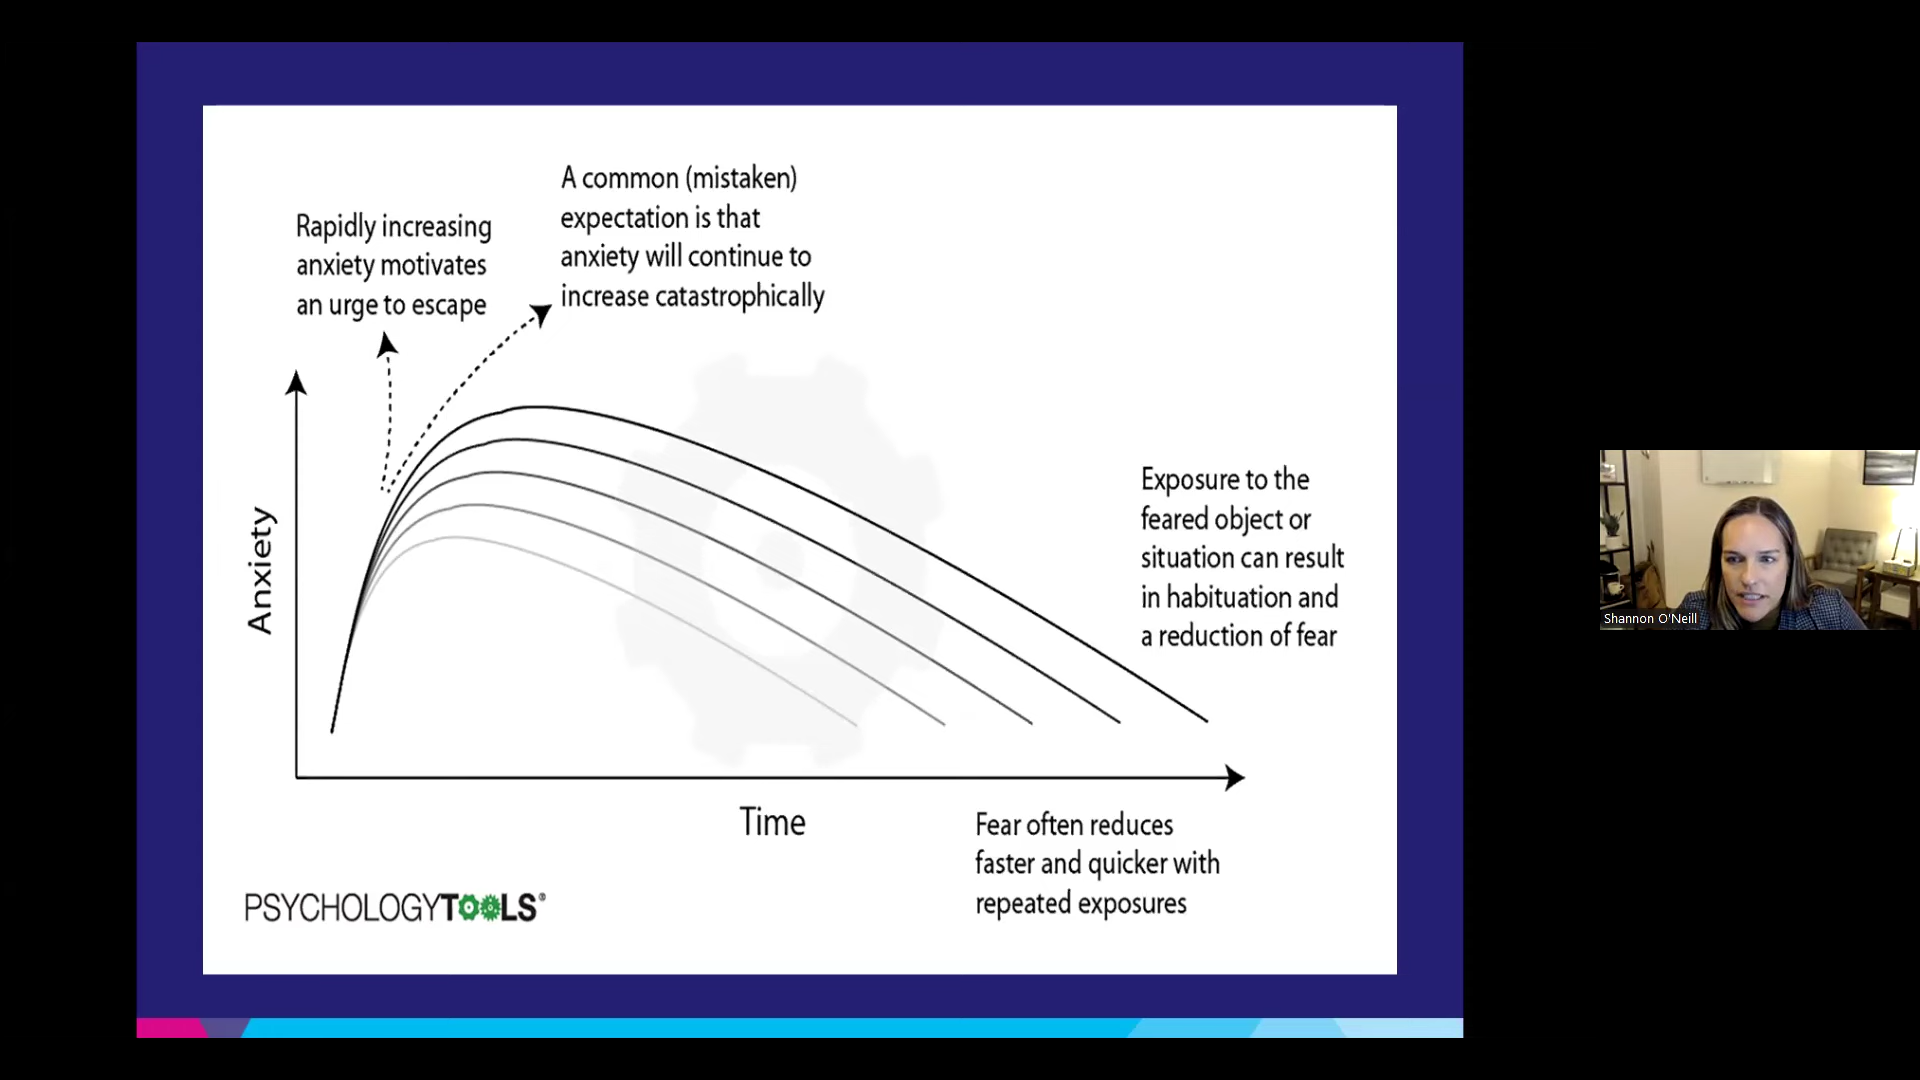 A common (mistaken)
expectation is that
anxiety will continue to
increase catastrophically
Rapidly increasing
anxiety motivates
an urge to escape
Anxiety
Exposure to the
feared object or
situation can result
in habituation and
a reduction of fear
Time
Fear often reduces
faster and quicker with
repeated exposures
PSYCHOLOGYTOOLS®
Shannon O'Neill